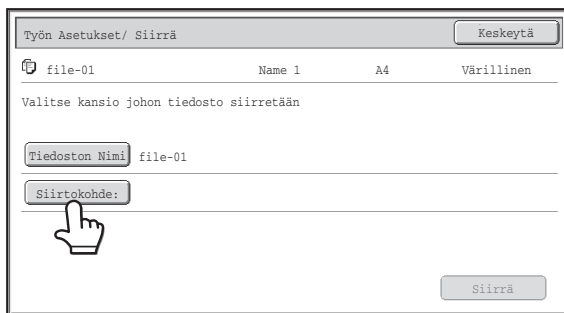 Työn Asetukset/ Siirrä Keskeytä
file-01 Name 1 A4 Värillinen
Valitse kansio johon tiedosto siirretään
Tiedoston Nimi file-01
Siirtokohde:
Siirrä